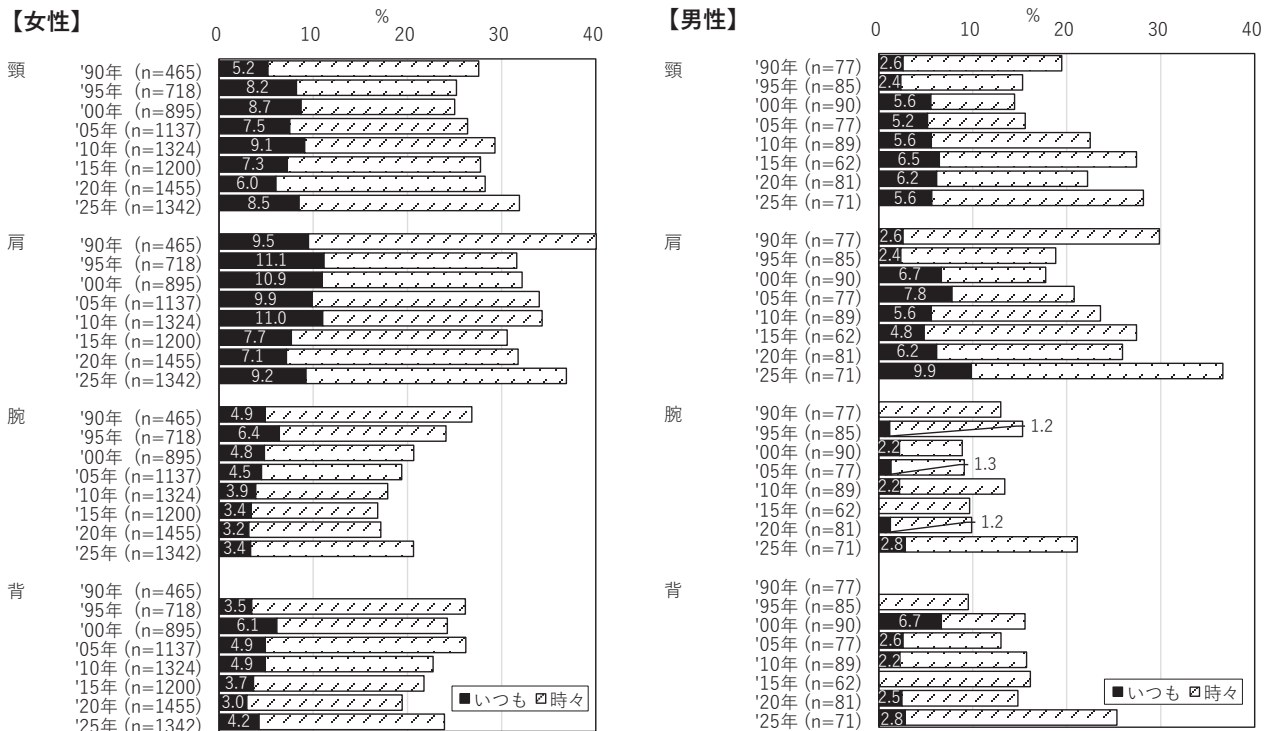 【女性】
%
0 10 20 30 40
頸
'90年 (n=465) 5.2
'95年 (n=718) 8.2
'00年 (n=895) 8.7
'05年 (n=1137) 7.5
'10年 (n=1324) 9.1
'15年 (n=1200) 7.3
'20年 (n=1455) 6.0
'25年 (n=1342) 8.5
肩
'90年 (n=465) 9.5
'95年 (n=718) 11.1
'00年 (n=895) 10.9
'05年 (n=1137) 9.9
'10年 (n=1324) 11.0
'15年 (n=1200) 7.7
'20年 (n=1455) 7.1
'25年 (n=1342) 9.2
腕
'90年 (n=465) 4.9
'95年 (n=718) 6.4
'00年 (n=895) 4.8
'05年 (n=1137) 4.5
'10年 (n=1324) 3.9
'15年 (n=1200) 3.4
'20年 (n=1455) 3.2
'25年 (n=1342) 3.4
背
'90年 (n=465)
'95年 (n=718) 3.5
'00年 (n=895) 6.1
'05年 (n=1137) 4.9
'10年 (n=1324) 4.9
'15年 (n=1200) 3.7
'20年 (n=1455) 3.0
'25年 (n=1342) 4.2
いつも 時々
【男性】
%
0 10 20 30 40
頸
'90年 (n=77) 2.6
'95年 (n=85) 2.4
'00年 (n=90) 5.6
'05年 (n=77) 5.2
'10年 (n=89) 5.6
'15年 (n=62) 6.5
'20年 (n=81) 6.2
'25年 (n=71) 5.6
肩
'90年 (n=77) 2.6
'95年 (n=85) 2.4
'00年 (n=90) 6.7
'05年 (n=77) 7.8
'10年 (n=89) 5.6
'15年 (n=62) 4.8
'20年 (n=81) 6.2
'25年 (n=71) 9.9
腕
'90年 (n=77)
'95年 (n=85) 1.2
'00年 (n=90) 2.2
'05年 (n=77) 1.3
'10年 (n=89) 2.2
'15年 (n=62)
'20年 (n=81) 1.2
'25年 (n=71) 2.8
背
'90年 (n=77)
'95年 (n=85)
'00年 (n=90) 6.7
'05年 (n=77) 2.6
'10年 (n=89) 2.2
'15年 (n=62)
'20年 (n=81) 2.5
'25年 (n=71) 2.8
いつも 時々